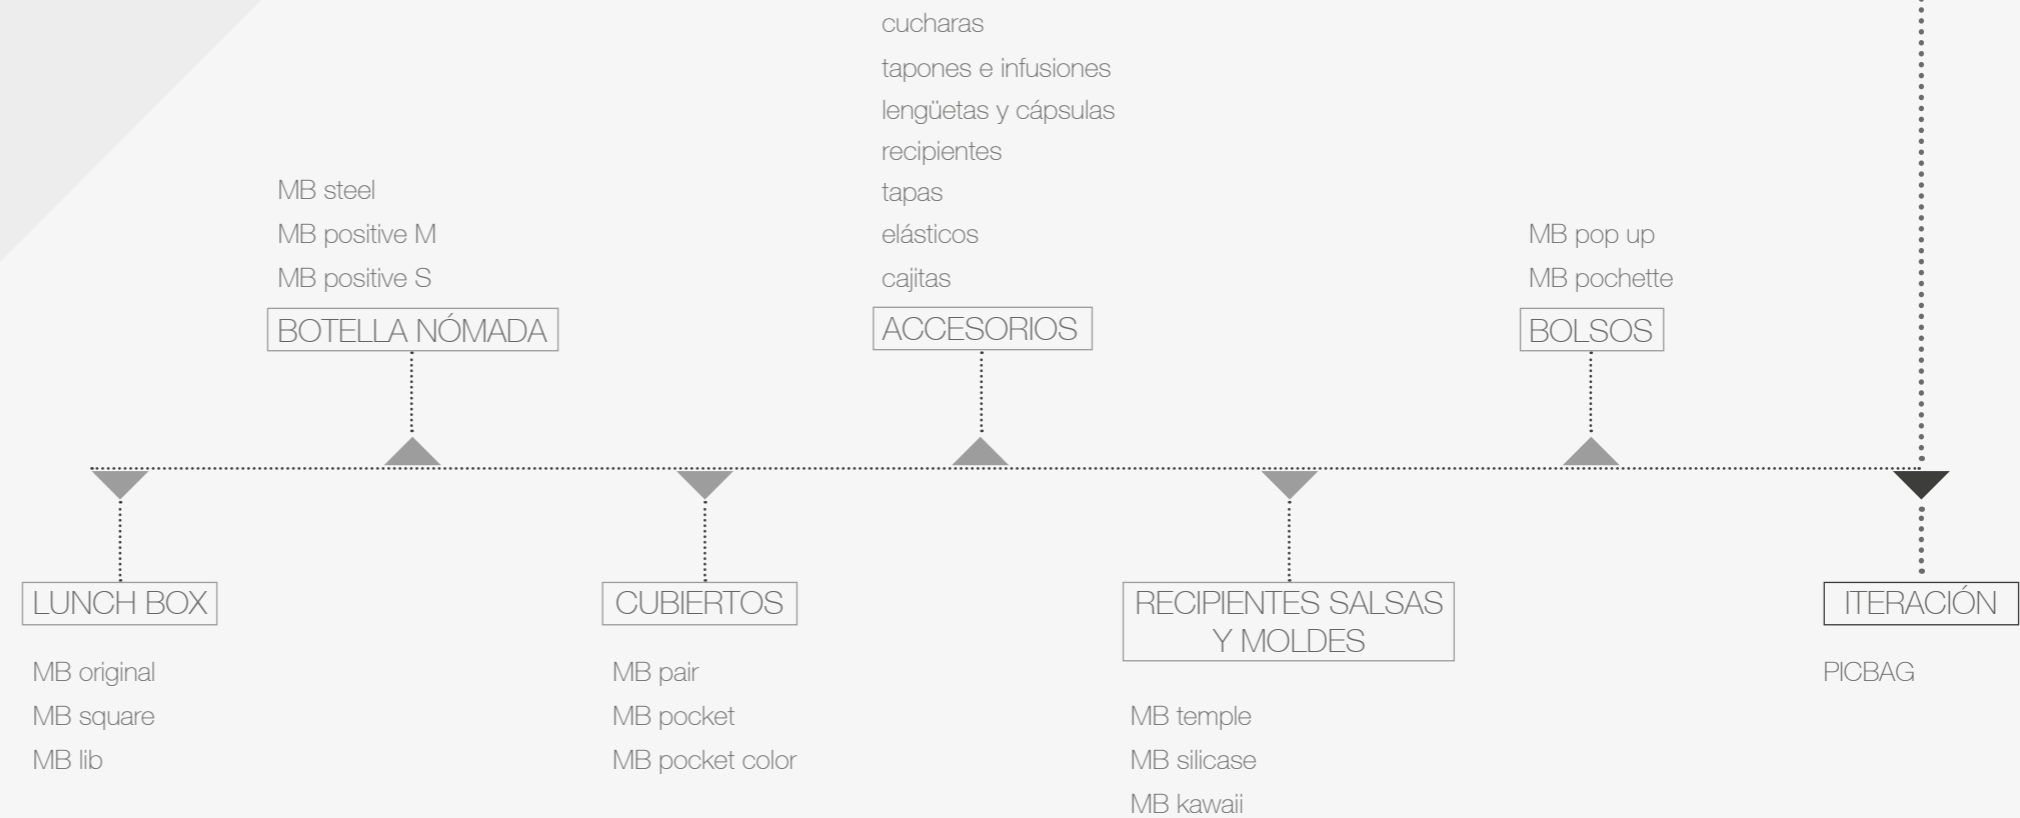 cucharas
tapones e infusiones
lengüetas y cápsulas
recipientes
tapas
elásticos
cajitas
ACCESORIOS
MB steel
MB positive M
MB positive S
BOTELLA NÓMADA
MB pop up
MB pochette
BOLSOS
LUNCH BOX
MB original
MB square
MB lib
CUBIERTOS
MB pair
MB pocket
MB pocket color
RECIPIENTES SALSAS
Y MOLDES
MB temple
MB silicase
MB kawaii
ITERACIÓN
PICBAG